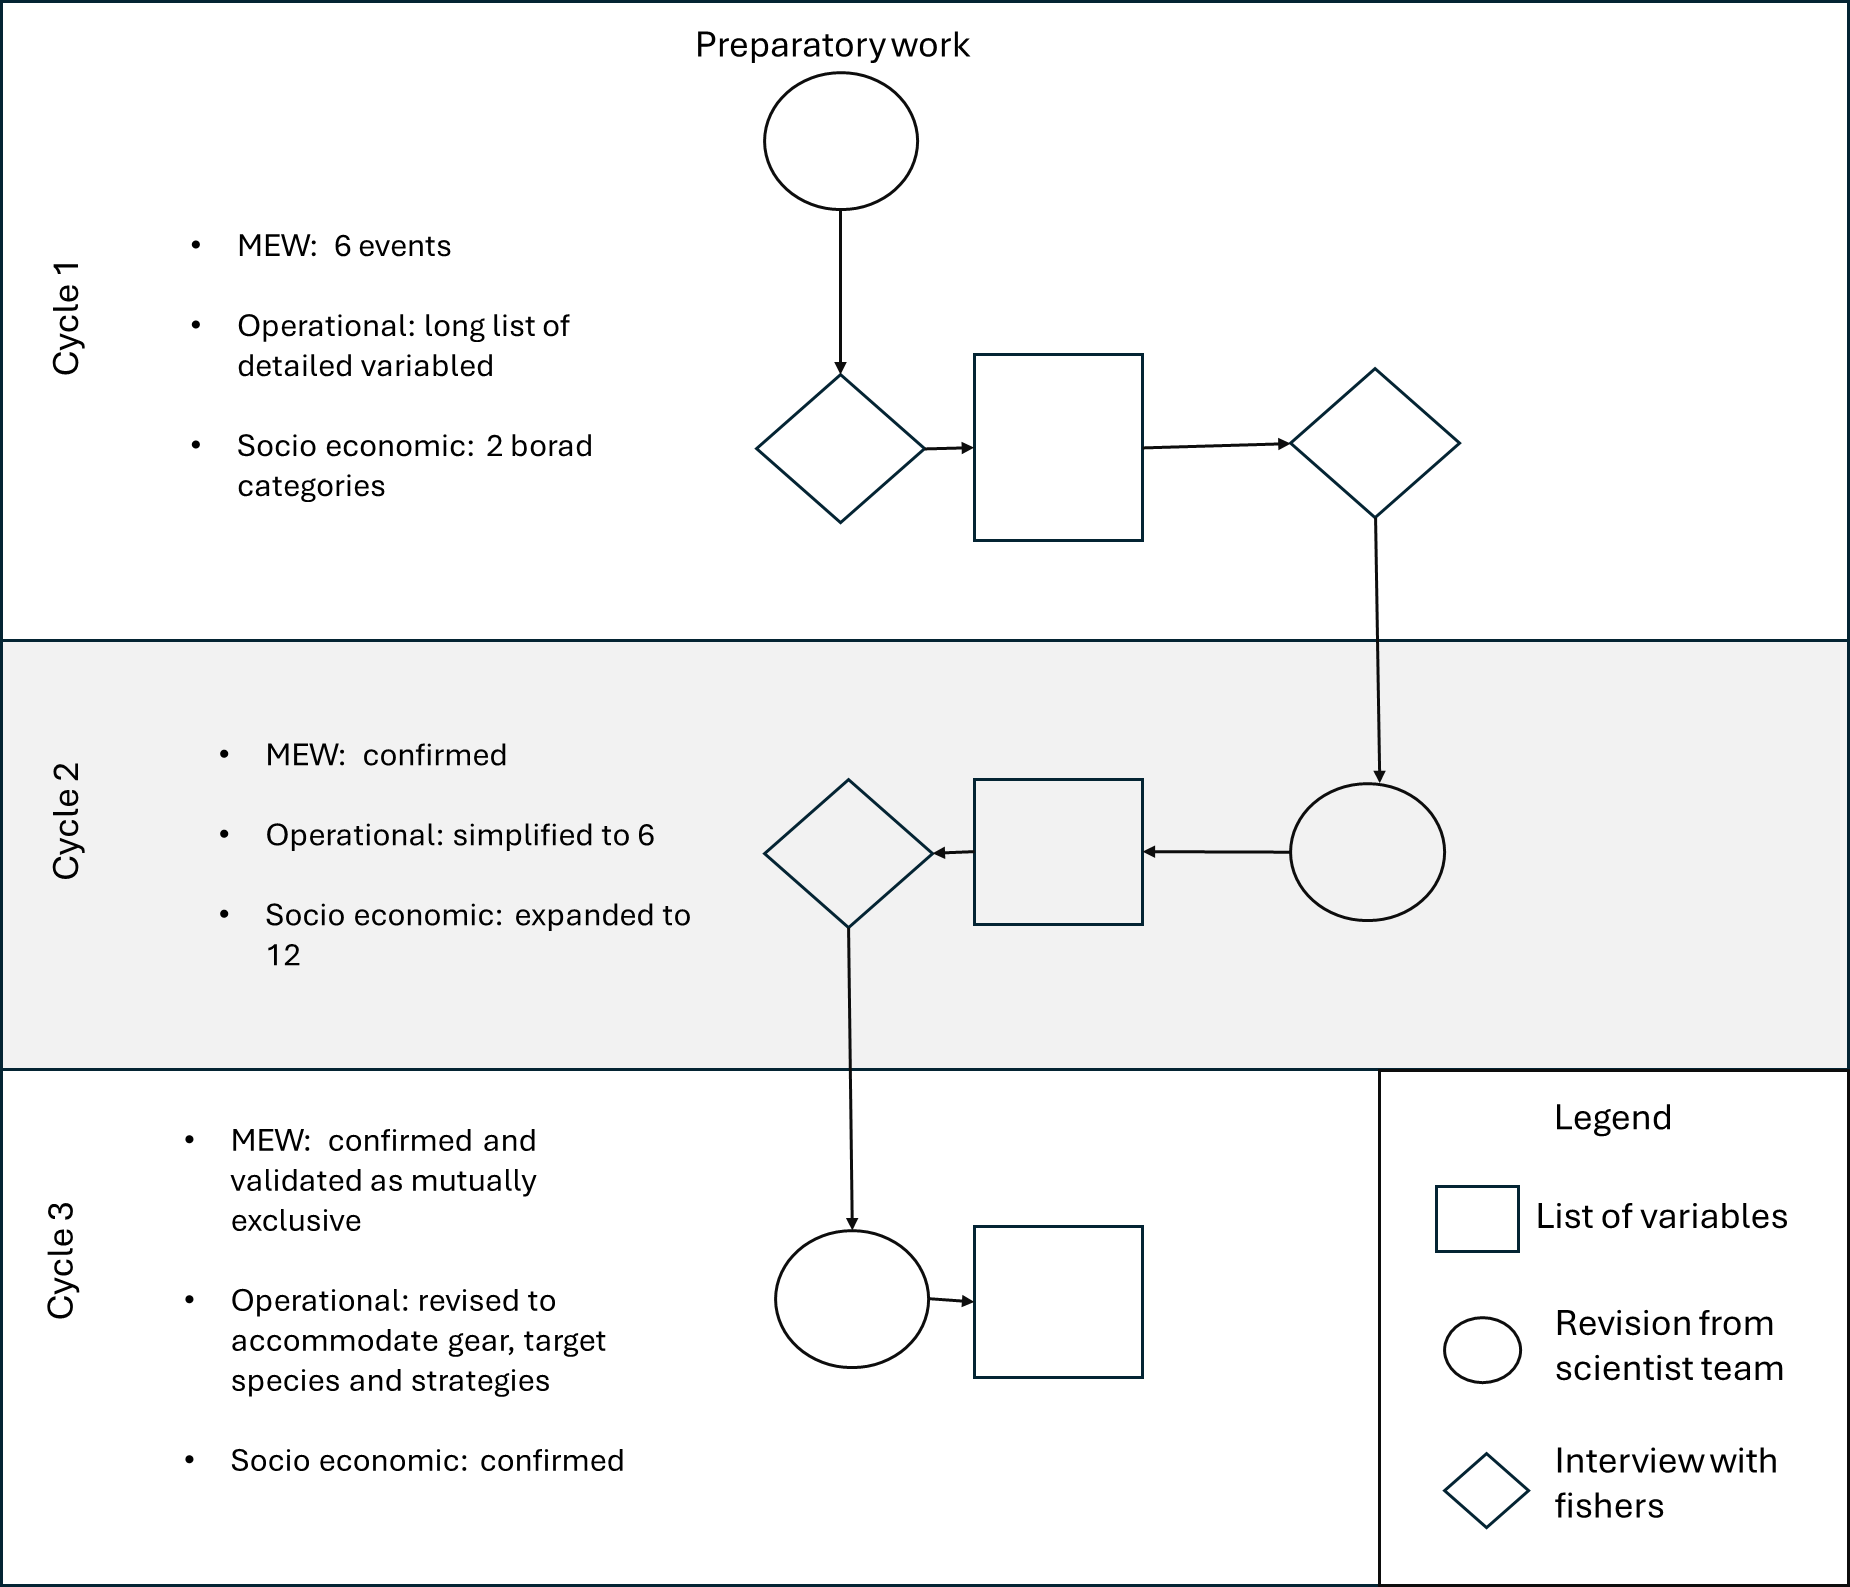 Preparatory work
Cycle 1
• MEW: 6 events
• Operational: long list of
detailed variabled
• Socio economic: 2 borad
categories
Cycle 2
• MEW: confirmed
• Operational: simplified to 6
• Socio economic: expanded to
12
Cycle 3
• MEW: confirmed and
validated as mutually
exclusive
• Operational: revised to
accommodate gear, target
species and strategies
• Socio economic: confirmed
Legend
List of variables
Revision from
scientist team
Interview with
fishers